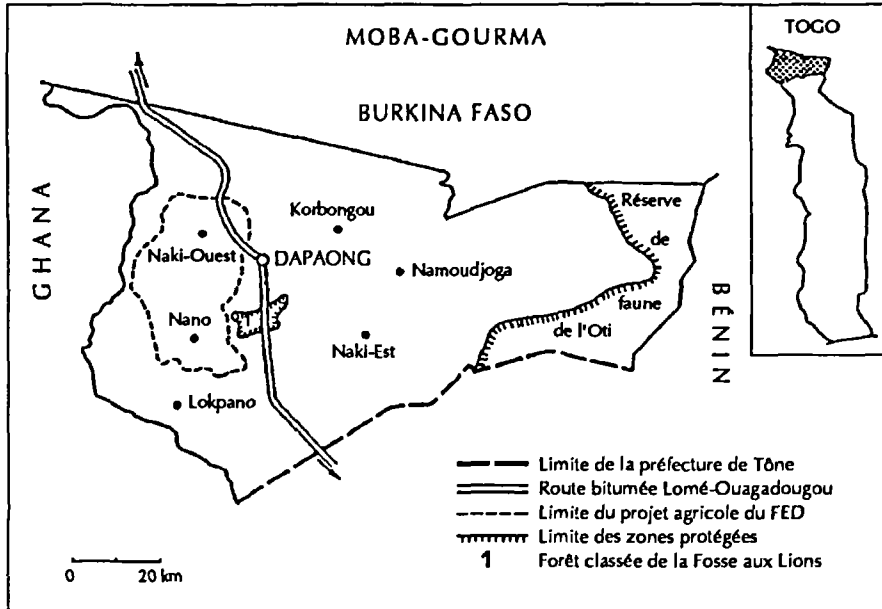 MOBA-GOURMA
TOGO
BURKINA FASO
GHANA
Korbongou
Réserve
de
faune
de l'Oti
Naki-Ouest
DAPAONG
Namoudjoga
BÉNIN
1
Nano
Naki-Est
Lokpano
Limite de la préfecture de Tône
Route bitumée Lomé-Ouagadougou
Limite du projet agricole du FED
Limite des zones protégées
1 Forêt classée de la Fosse aux Lions
0 20 km